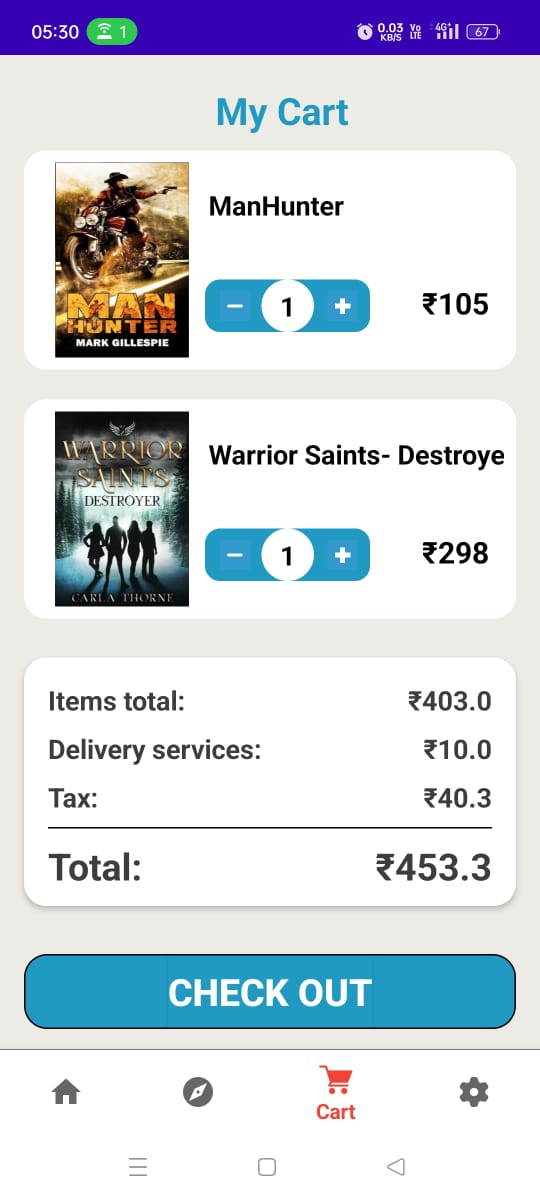 05:30 1 0.03 KB/S Vo LTE 4G+ 67
My Cart
MAN
HUNTER
MARK GILLESPIE
ManHunter
1 ₹105
WARRIOR
SAINTS
DESTROYER
CARLA THORNE
Warrior Saints- Destroye
1 ₹298
Items total: ₹403.0
Delivery services: ₹10.0
Tax: ₹40.3
Total: ₹453.3
CHECK OUT
Cart